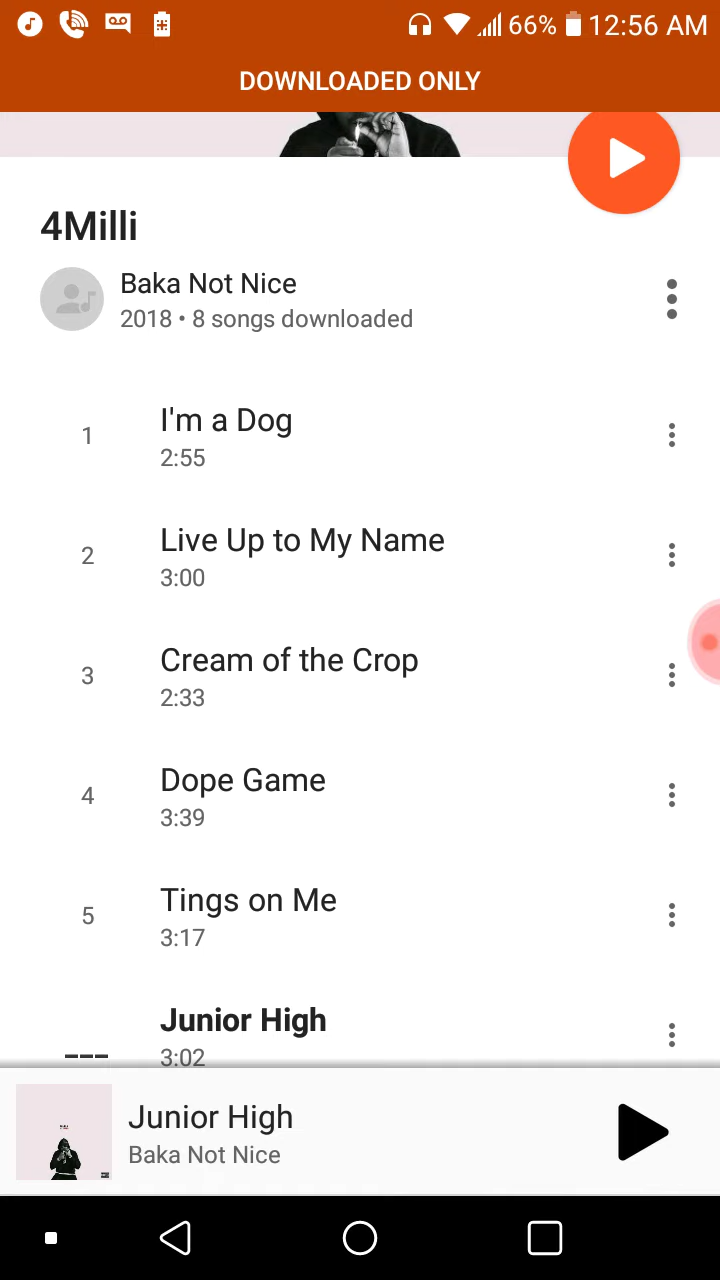 66% 12:56 AM
DOWNLOADED ONLY
4Milli
Baka Not Nice
2018 • 8 songs downloaded
1
I'm a Dog
2:55
2
Live Up to My Name
3:00
3
Cream of the Crop
2:33
4
Dope Game
3:39
5
Tings on Me
3:17
Junior High
3:02
Junior High
Baka Not Nice